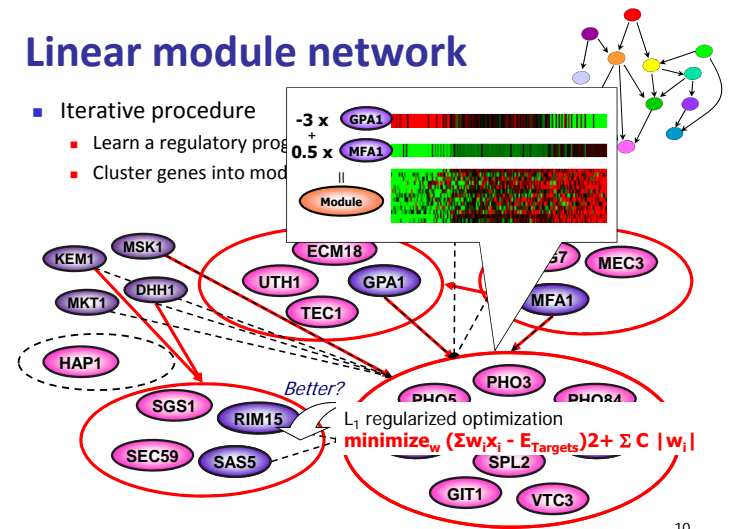 Linear module network
Iterative procedure
Learn a regulatory
Cluster genes into
-3 x GPA1
+
0.5 x MFA1
=
Module
KEM1
MSK1
MKT1
DHH1
HAP1
ECM18
UTH1
GPA1
TEC1
MEC3
MFA1
Better?
SGS1
RIM15
SEC59
SAS5
PHO3
PHO5
PHO84
L1 regularized optimization
minimizew (Σwixi - ETargets)2+ Σ C |wi|
SPL2
GIT1
VTC3